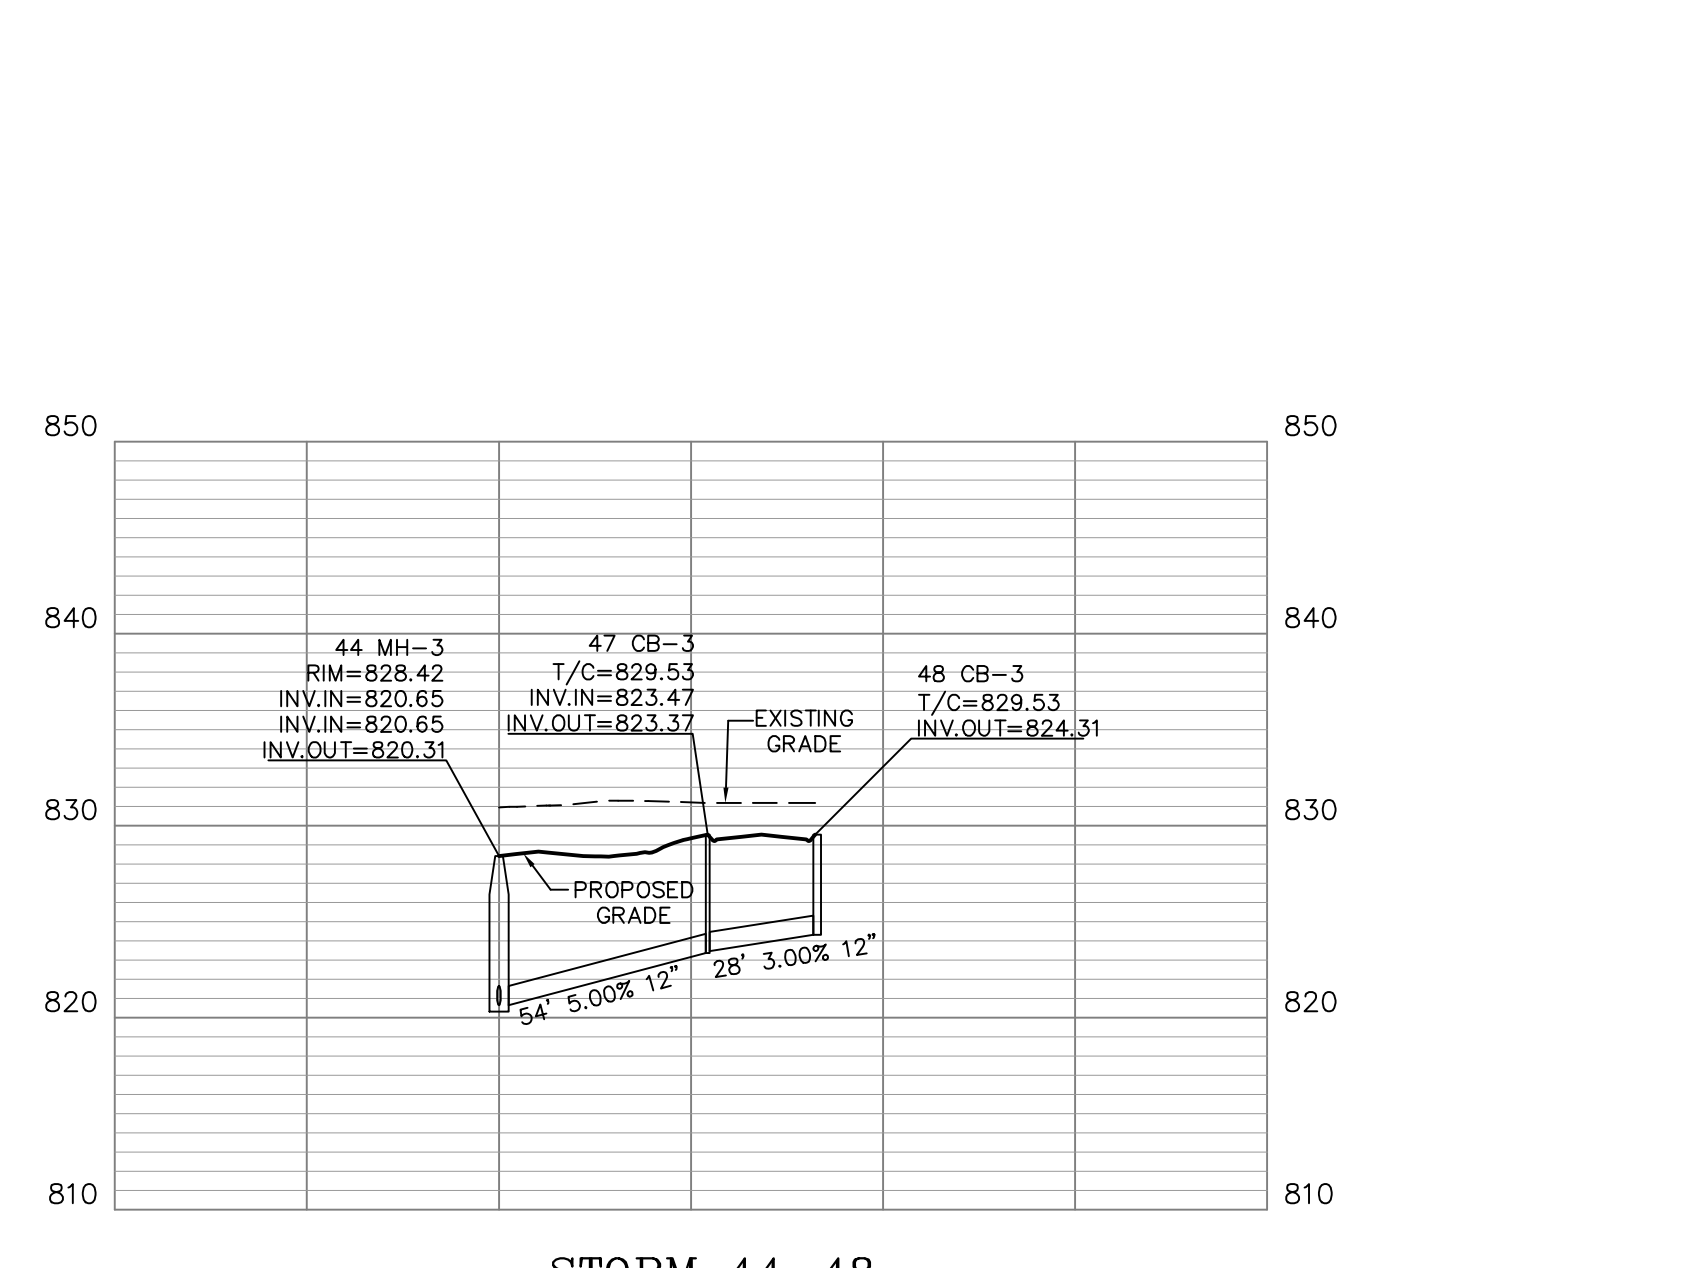 850
850
840
840
44 MH-3
RIM=828.42
INV.IN=820.65
INV.IN=820.65
INV.OUT=820.31
47 CB-3
T/C=829.53
INV.IN=823.47
INV.OUT=823.37
48 CB-3
T/C=829.53
INV.OUT=824.31
EXISTING
GRADE
830
830
PROPOSED
GRADE
54' 5.00% 12"
28' 3.00% 12"
820
820
810
810
STORM 44-48